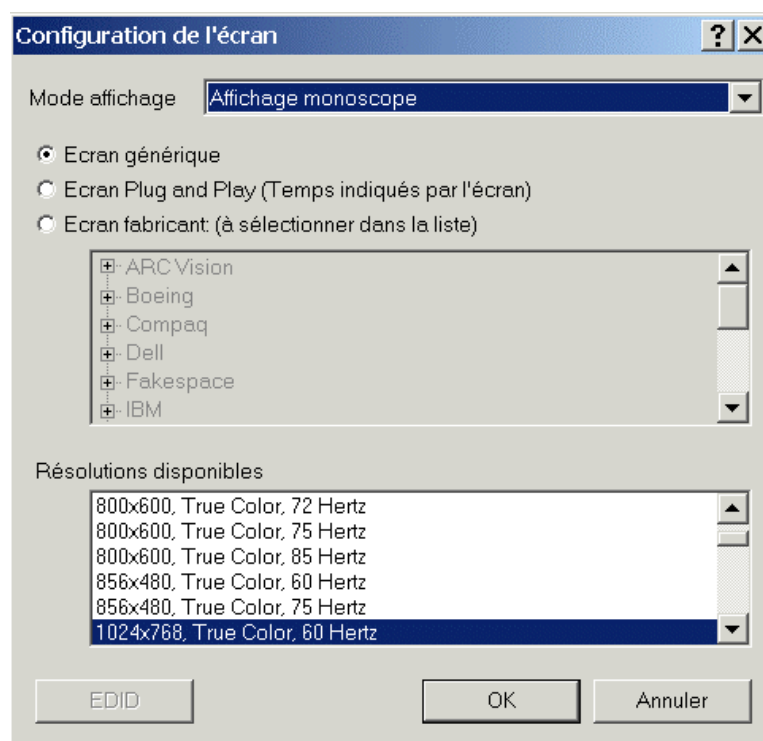 Configuration de l'écran
Mode affichage Affichage monoscope
Ecran générique
Ecran Plug and Play (Temps indiqués par l'écran)
Ecran fabricant: (à sélectionner dans la liste)
ARC Vision
Boeing
Compaq
Dell
Fakespace
IBM
Résolutions disponibles
800x600, True Color, 72 Hertz
800x600, True Color, 75 Hertz
800x600, True Color, 85 Hertz
856x480, True Color, 60 Hertz
856x480, True Color, 75 Hertz
1024x768, True Color, 60 Hertz
EDID OK Annuler